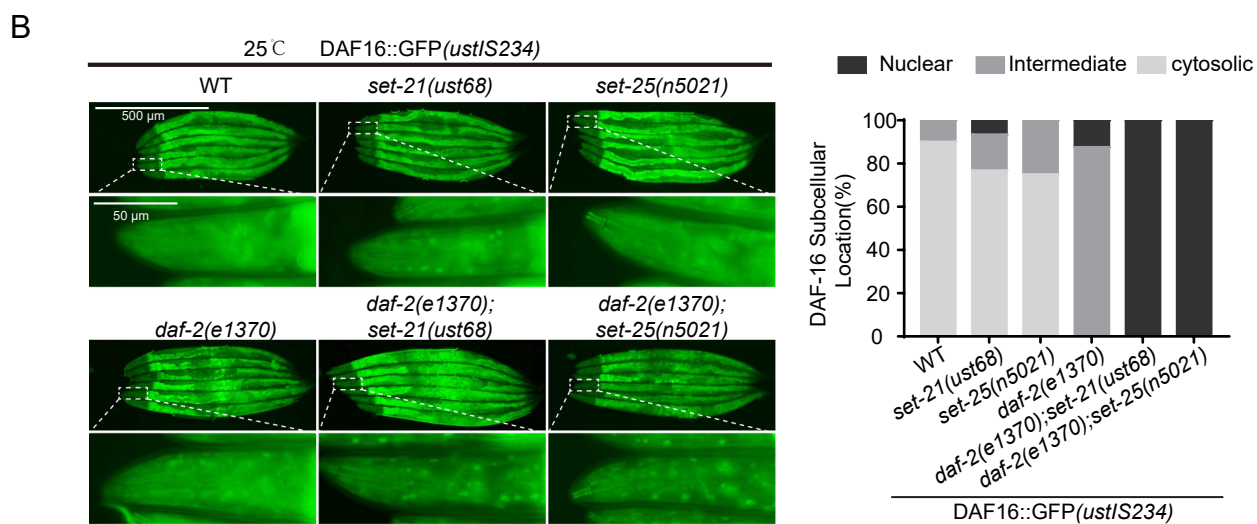 B
25℃ DAF16::GFP(ustIS234)
WT set-21(ust68) set-25(n5021)
500 µm
50 µm
daf-2(e1370) daf-2(e1370); set-21(ust68) daf-2(e1370); set-25(n5021)
Nuclear Intermediate cytosolic
DAF-16 Subcellular
Location(%)
100
80
60
40
20
0
WT
set-21(ust68)
set-25(n5021)
daf-2(e1370)
daf-2(e1370);set-21(ust68)
daf-2(e1370);set-25(n5021)
DAF16::GFP(ustIS234)